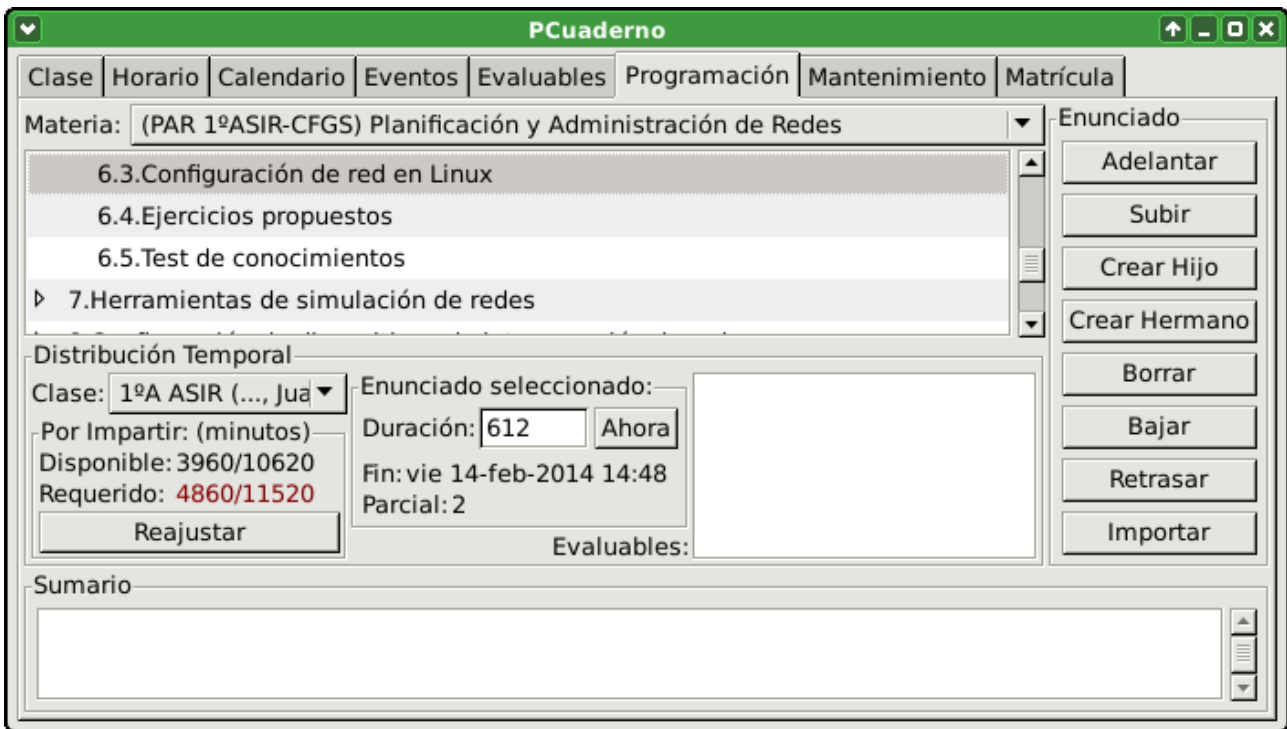 PCuaderno
Clase Horario Calendario Eventos Evaluables Programación Mantenimiento Matrícula
Materia: (PAR 1ºASIR-CFGS) Planificación y Administración de Redes
6.3.Configuración de red en Linux
6.4.Ejercicios propuestos
6.5.Test de conocimientos
7.Herramientas de simulación de redes
Distribución Temporal
Clase: 1ºA ASIR (..., Jua
Por Impartir: (minutos)
Disponible: 3960/10620
Requerido: 4860/11520
Reajustar
Enunciado seleccionado:
Duración: 612 Ahora
Fin: vie 14-feb-2014 14:48
Parcial: 2
Evaluables:
Enunciado
Adelantar
Subir
Crear Hijo
Crear Hermano
Borrar
Bajar
Retrasar
Importar
Sumario